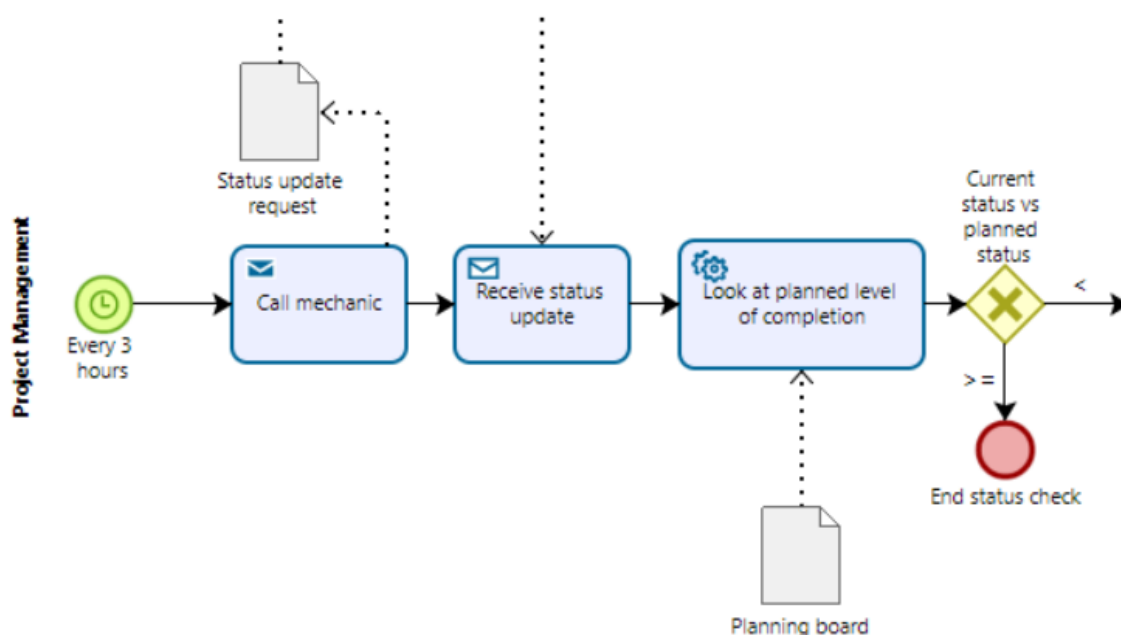 Status update
request
Current
status vs
planned
status
Project Management
Every 3
hours
Call mechanic
Receive status
update
Look at planned level
of completion
<
> =
End status check
Planning board